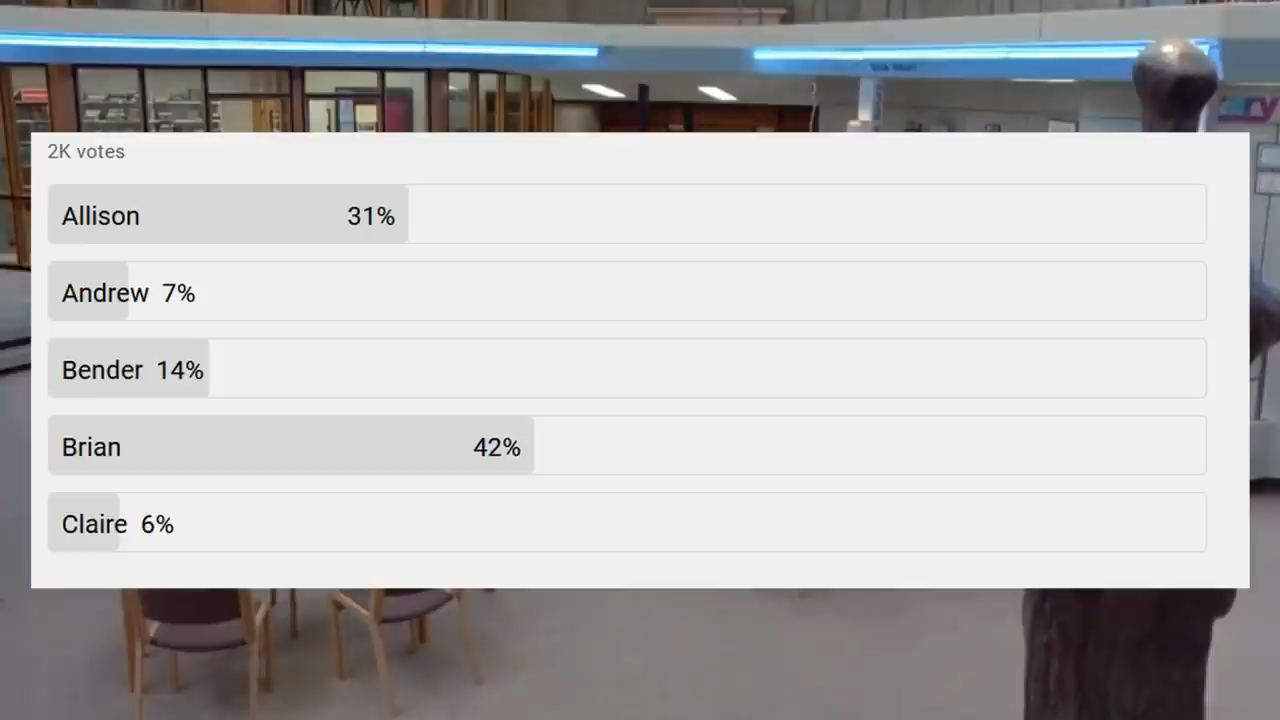 2K votes
Allison 31%
Andrew 7%
Bender 14%
Brian 42%
Claire 6%